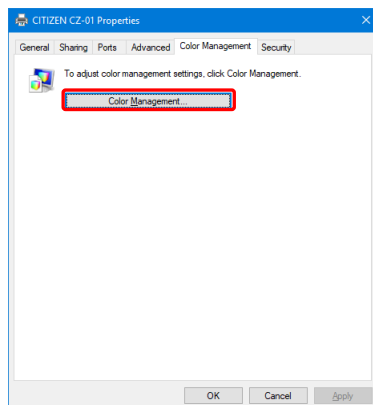 CITIZEN CZ-01 Properties
General Sharing Ports Advanced Color Management Security
To adjust color management settings, click Color Management.
Color Management...
OK Cancel Apply